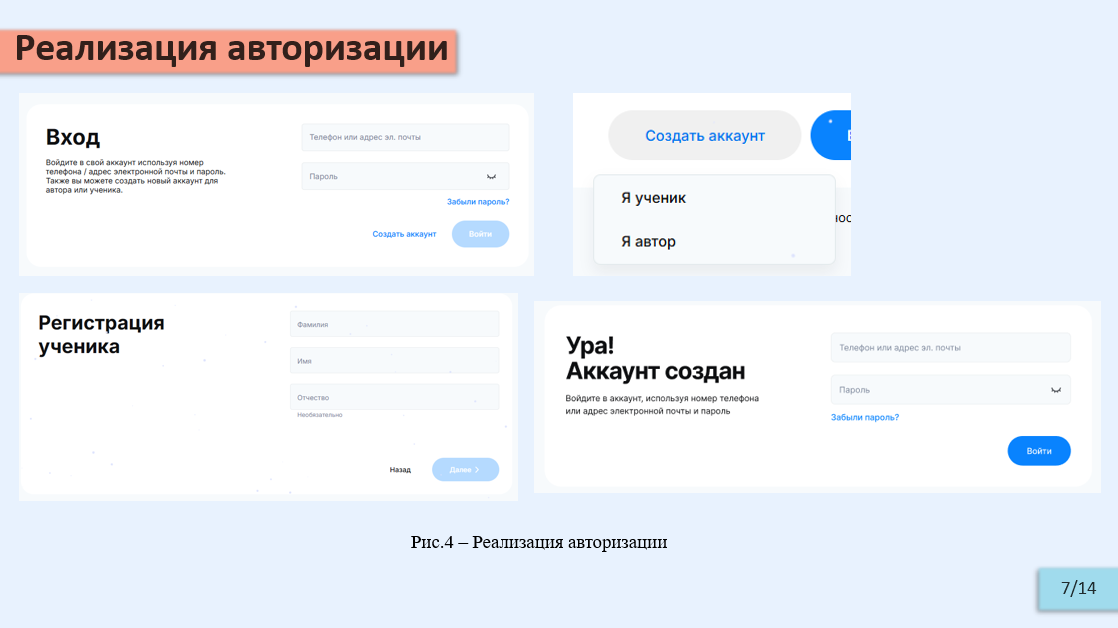 Реализация авторизации
Вход
Войдите в свой аккаунт используя номер
телефона / адрес электронной почты и пароль.
Также вы можете создать новый аккаунт для
автора или ученика.
Телефон или адрес эл. почты
Пароль
Забыли пароль?
Создать аккаунт
Войти
Создать аккаунт
Я ученик
Я автор
Регистрация
ученика
Фамилия
Имя
Отчество
Необязательно
Назад
Далее
Ура!
Аккаунт создан
Войдите в аккаунт, используя номер телефона
или адрес электронной почты и пароль
Телефон или адрес эл. почты
Пароль
Забыли пароль?
Войти
Рис.4 – Реализация авторизации
7/14